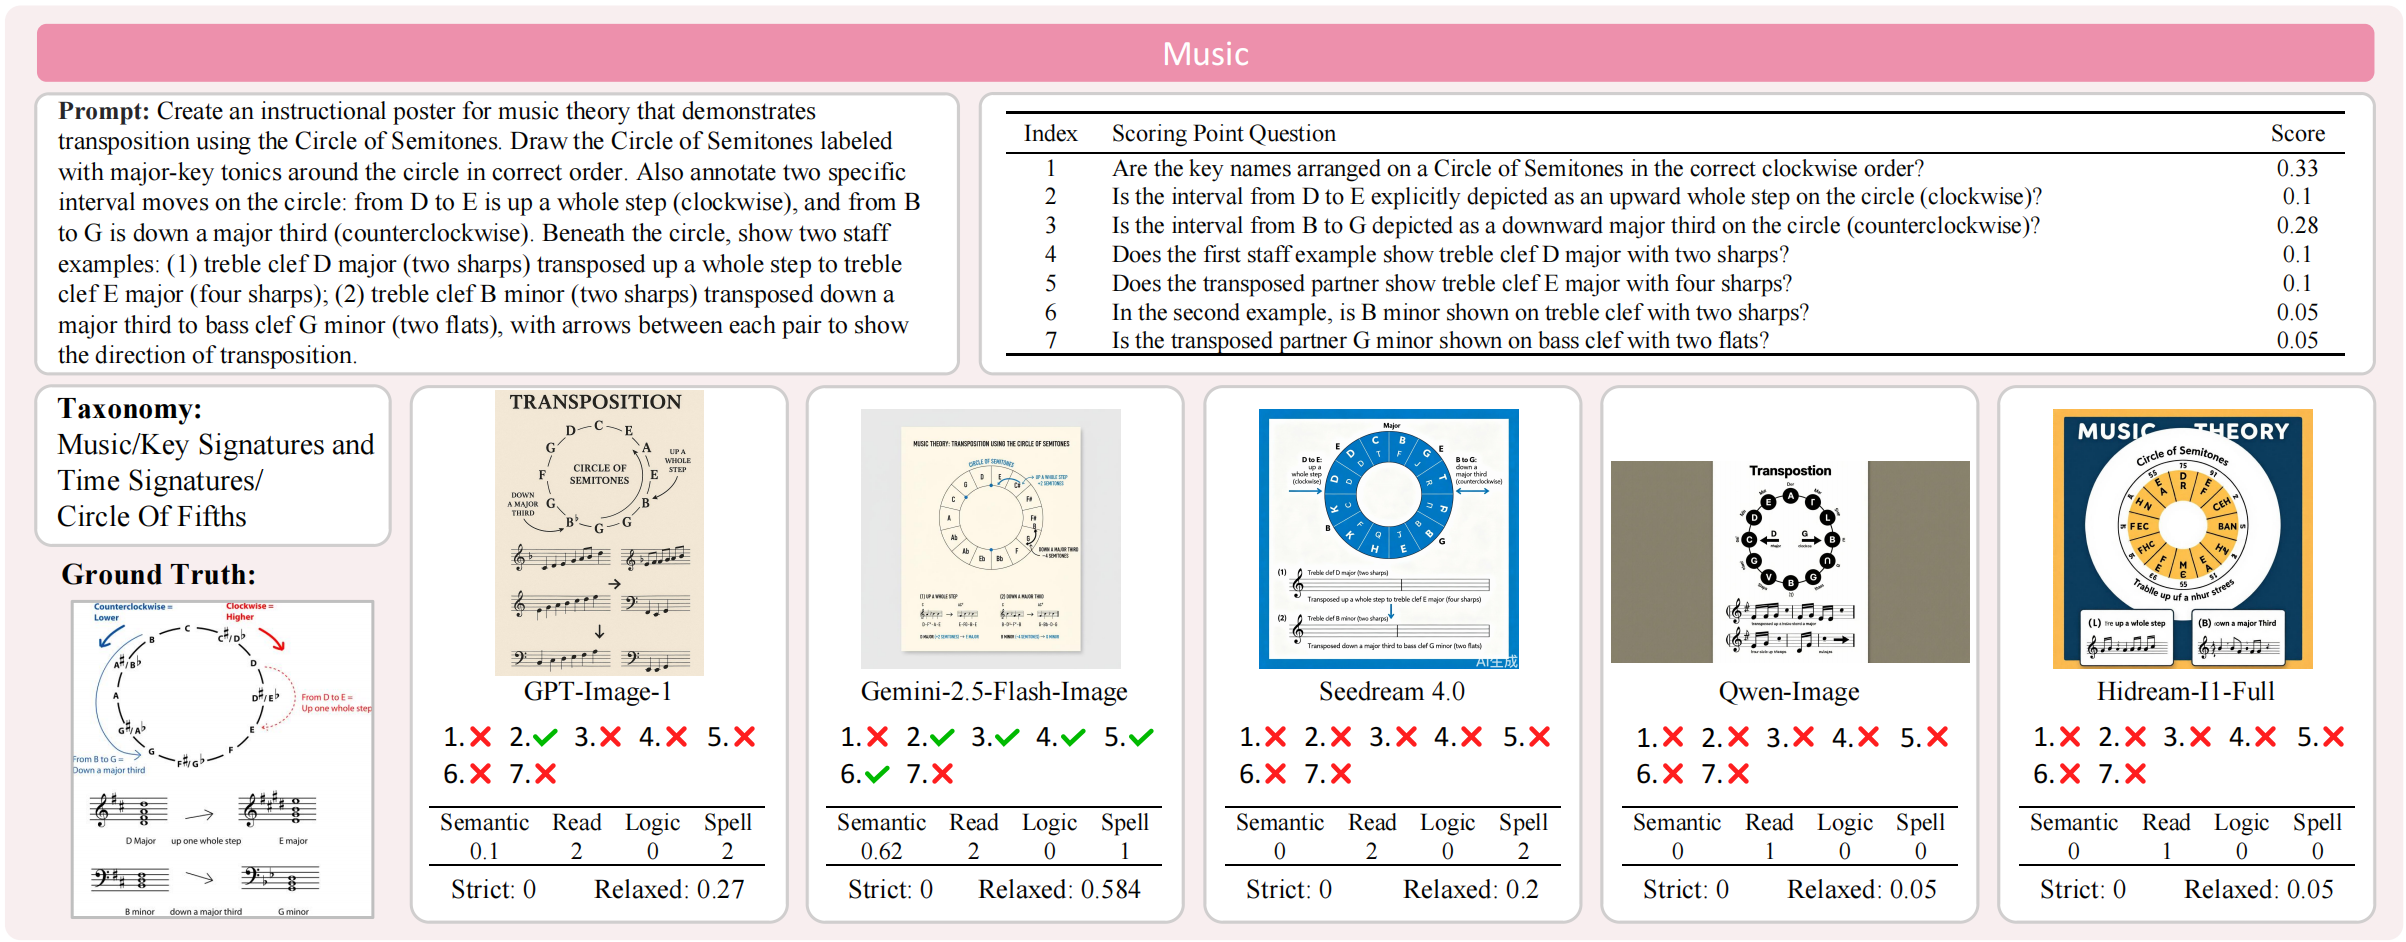 Music
Prompt: Create an instructional poster for music theory that demonstrates
transposition using the Circle of Semitones. Draw the Circle of Semitones labeled
with major-key tonics around the circle in correct order. Also annotate two specific
interval moves on the circle: from D to E is up a whole step (clockwise), and from B
to G is down a major third (counterclockwise). Beneath the circle, show two staff
examples: (1) treble clef D major (two sharps) transposed up a whole step to treble
clef E major (four sharps); (2) treble clef B minor (two sharps) transposed down a
major third to bass clef G minor (two flats), with arrows between each pair to show
the direction of transposition.
Index Scoring Point Question Score
1 Are the key names arranged on a Circle of Semitones in the correct clockwise order? 0.33
2 Is the interval from D to E explicitly depicted as an upward whole step on the circle (clockwise)? 0.1
3 Is the interval from B to G depicted as a downward major third on the circle (counterclockwise)? 0.28
4 Does the first staff example show treble clef D major with two sharps? 0.1
5 Does the transposed partner show treble clef E major with four sharps? 0.1
6 In the second example, is B minor shown on treble clef with two sharps? 0.05
7 Is the transposed partner G minor shown on bass clef with two flats? 0.05
Taxonomy:
Music/Key Signatures and
Time Signatures/
Circle Of Fifths
Ground Truth:
Counterclockwise =
Lower
Clockwise =
Higher
C
C♯/D♭
D
D♯/E♭
E
F
F♯/G♭
G
G♯/A♭
A
A♯/B♭
B
From D to E =
Up one whole step
From B to G =
Down a major third
D Major up one whole step E major
B minor down a major third G minor
TRANSPOSITION
C
E
A
E
B
G
G
B♭
G
F
G
D
CIRCLE OF
SEMITONES
UP A
WHOLE
STEP
DOWN
A MAJOR
THIRD
GPT-Image-1
1. 2. 3. 4. 5.
6. 7.
Semantic Read Logic Spell
0.1 2 0 2
Strict: 0 Relaxed: 0.27
MUSIC THEORY: TRANSPOSITION USING THE CIRCLE OF SEMITONES
CIRCLE OF SEMITONES
UP A WHOLE STEP
DOWN A MAJOR THIRD
(1) UP A WHOLE STEP (2) DOWN A MAJOR THIRD
Gemini-2.5-Flash-Image
1. 2. 3. 4. 5.
6. 7.
Semantic Read Logic Spell
0.62 2 0 1
Strict: 0 Relaxed: 0.584
Major
D to E:
up a
whole step
(clockwise)
B to G:
down a
major third
(counterclockwise)
(1) Treble clef D major (two sharps)
Transposed up a whole step to treble clef E major (four sharps)
(2) Treble clef B minor (two sharps)
Transposed down a major third to bass clef G minor (two flats)
AI生成
Seedream 4.0
1. 2. 3. 4. 5.
6. 7.
Semantic Read Logic Spell
0 2 0 2
Strict: 0 Relaxed: 0.2
Transpostion
Qwen-Image
1. 2. 3. 4. 5.
6. 7.
Semantic Read Logic Spell
0 1 0 0
Strict: 0 Relaxed: 0.05
MUSIC THEORY
Circle of Semitones
(L) up a whole step
(B) own a major Third
Hidream-I1-Full
1. 2. 3. 4. 5.
6. 7.
Semantic Read Logic Spell
0 1 0 0
Strict: 0 Relaxed: 0.05